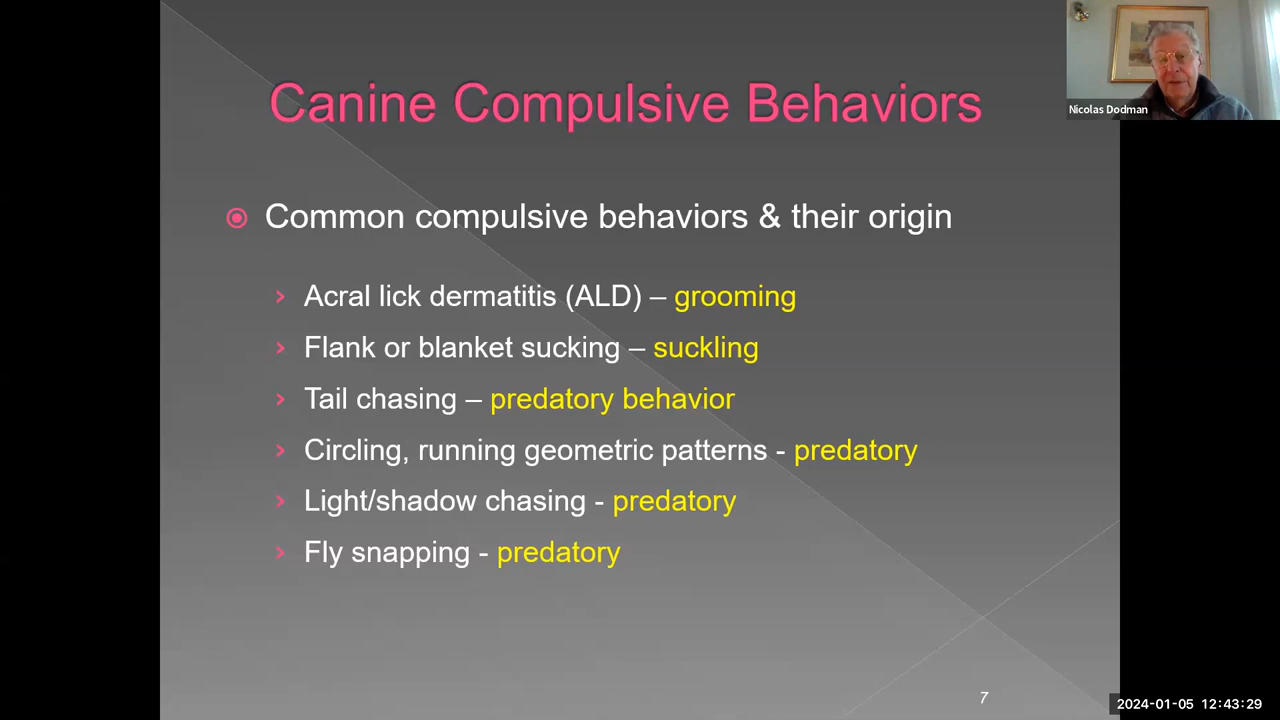 Canine Compulsive Behaviors
Nicolas Dodman
Common compulsive behaviors & their origin
› Acral lick dermatitis (ALD) – grooming
› Flank or blanket sucking – suckling
› Tail chasing – predatory behavior
› Circling, running geometric patterns - predatory
› Light/shadow chasing - predatory
› Fly snapping - predatory
7
2024-01-05 12:43:29